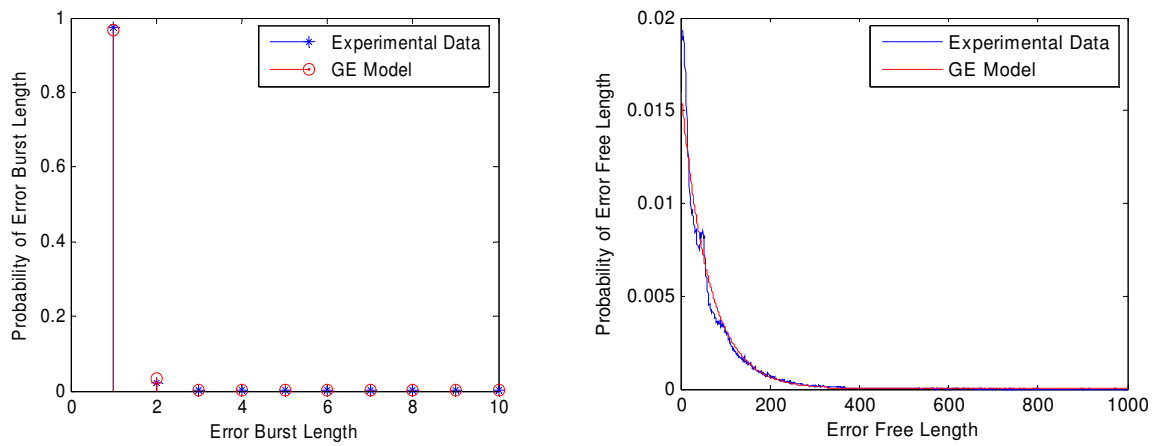 Probability of Error Burst Length
1
0.8
0.6
0.4
0.2
0
0 2 4 6 8 10
Error Burst Length
Experimental Data
GE Model
Probability of Error Free Length
0.02
0.015
0.01
0.005
0
0 200 400 600 800 1000
Error Free Length
Experimental Data
GE Model